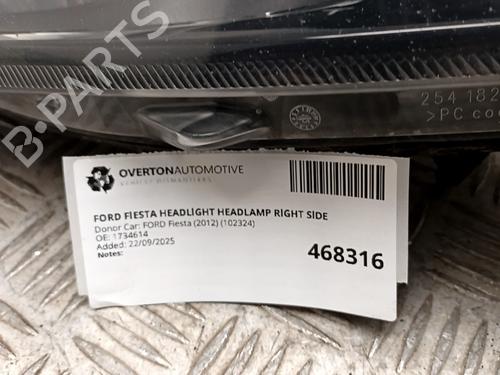 B-PARTS
254 182
>PC co
OVERTONAUTOMOTIVE
VEHICLE DISMANTLERS
FORD FIESTA HEADLIGHT HEADLAMP RIGHT SIDE
Donor Car: FORD Fiesta (2012) (102324)
OE: 1734614
Added: 22/09/2025
Notes:
468316